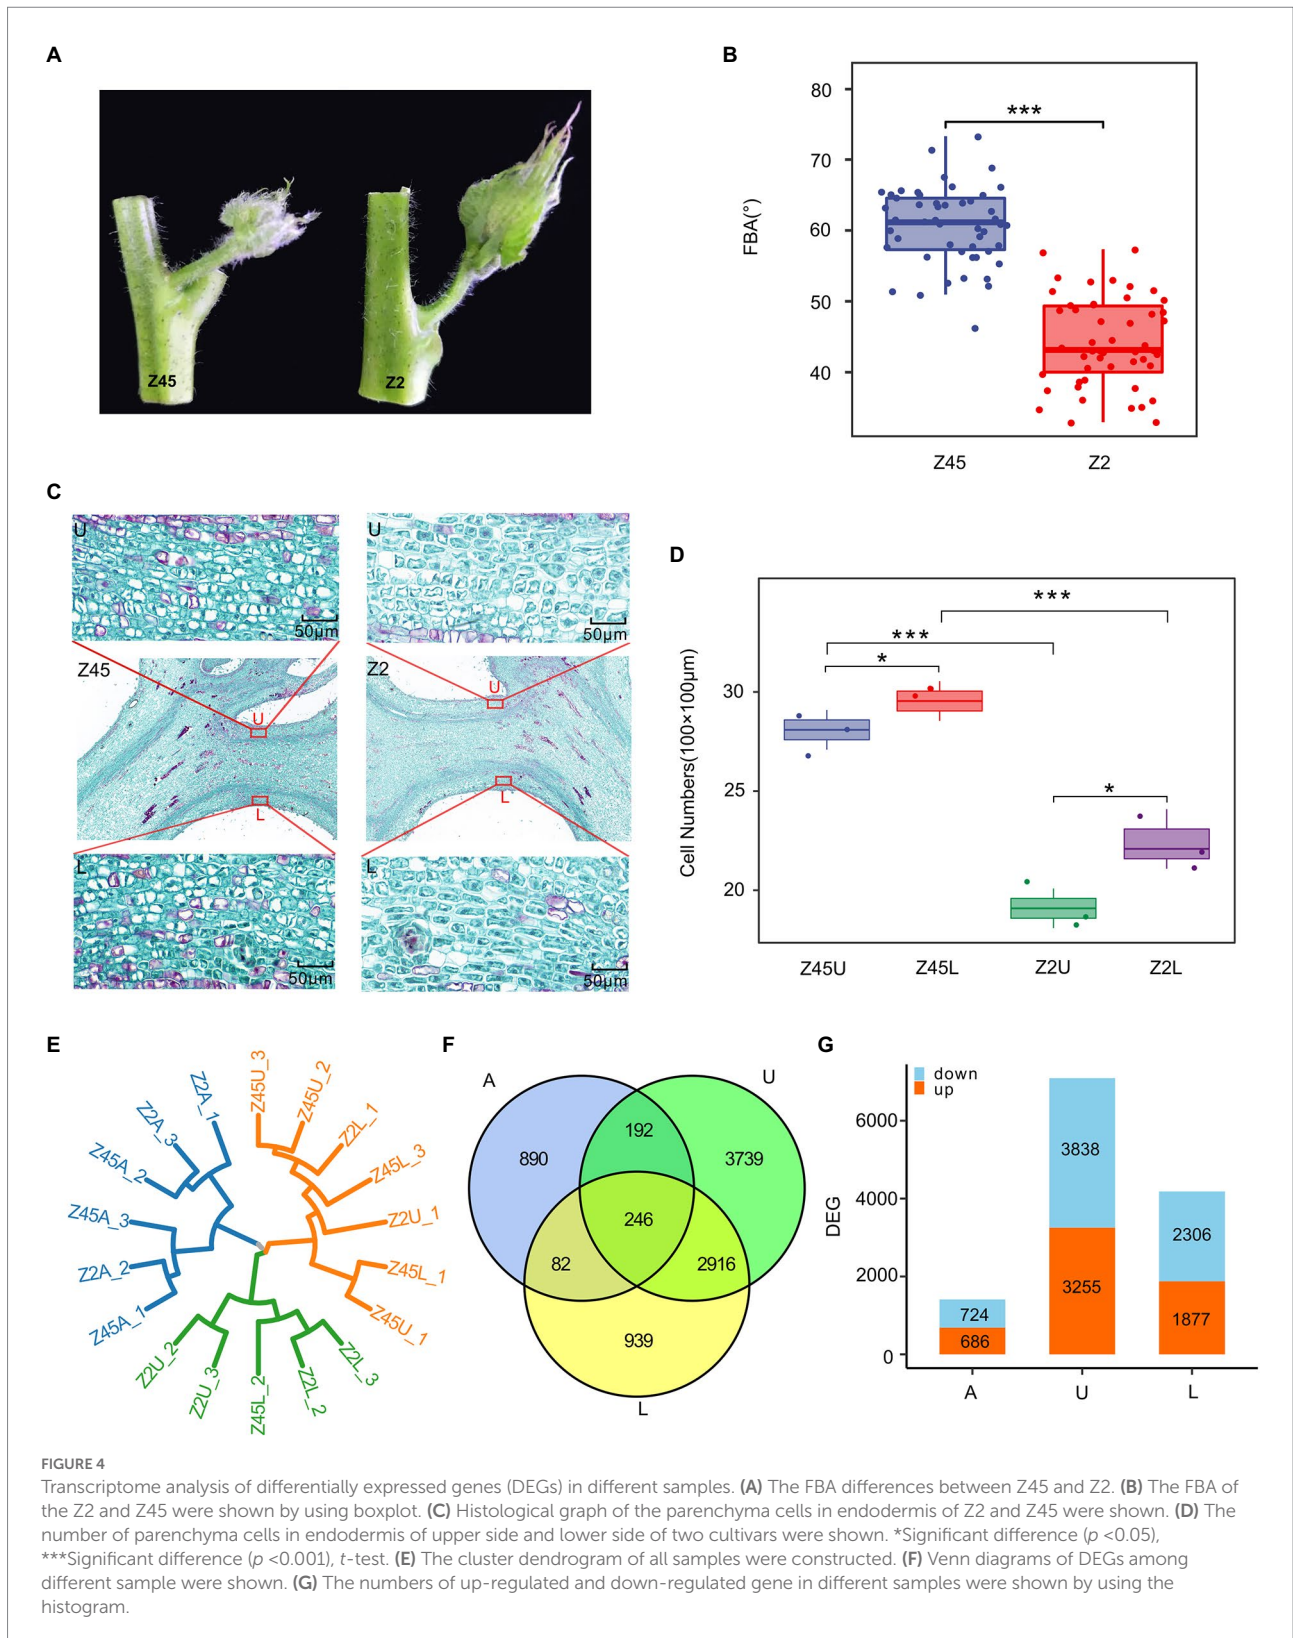 A
Z45
Z2
B
FBA(°)
80
70
60
50
40
***
Z45
Z2
C
U
50μm
U
50μm
Z45
U
L
Z2
U
L
L
50μm
L
50μm
D
Cell Numbers(100×100μm)
30
25
20
***
***
*
*
Z45U
Z45L
Z2U
Z2L
E
Z2A_1
Z2A_3
Z45A_2
Z45A_3
Z2A_2
Z45A_1
Z2U_2
Z2U_3
Z45L_2
Z2L_2
Z2L_3
Z45U_1
Z45L_1
Z2U_1
Z45L_3
Z2L_1
Z45U_2
Z45U_3
F
A
U
192
890
3739
246
82
2916
939
L
G
down
up
DEG
6000
4000
2000
0
724
686
3838
3255
2306
1877
A
U
L
FIGURE 4
Transcriptome analysis of differentially expressed genes (DEGs) in different samples. (A) The FBA differences between Z45 and Z2. (B) The FBA of
the Z2 and Z45 were shown by using boxplot. (C) Histological graph of the parenchyma cells in endodermis of Z2 and Z45 were shown. (D) The
number of parenchyma cells in endodermis of upper side and lower side of two cultivars were shown. *Significant difference (p <0.05),
***Significant difference (p <0.001), t-test. (E) The cluster dendrogram of all samples were constructed. (F) Venn diagrams of DEGs among
different sample were shown. (G) The numbers of up-regulated and down-regulated gene in different samples were shown by using the
histogram.